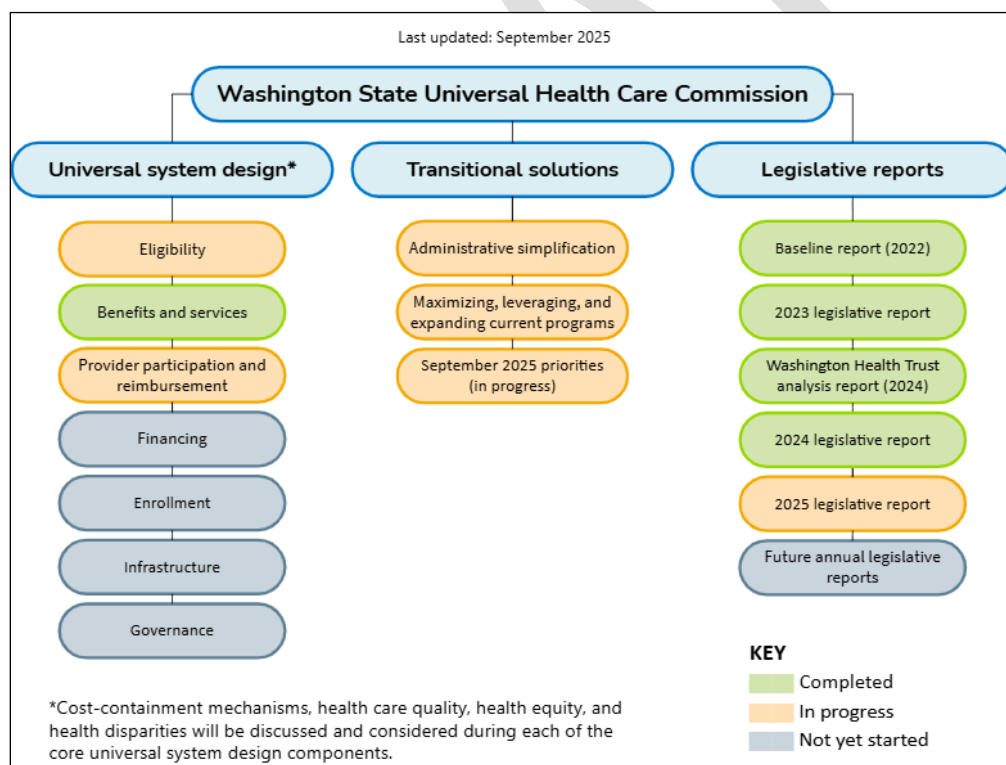 Last updated: September 2025
Washington State Universal Health Care Commission
Universal system design*
Eligibility
Benefits and services
Provider participation and
reimbursement
Financing
Enrollment
Infrastructure
Governance
Transitional solutions
Administrative simplification
Maximizing, leveraging, and
expanding current programs
September 2025 priorities
(in progress)
Legislative reports
Baseline report (2022)
2023 legislative report
Washington Health Trust
analysis report (2024)
2024 legislative report
2025 legislative report
Future annual legislative
reports
*Cost-containment mechanisms, health care quality, health equity, and
health disparities will be discussed and considered during each of the
core universal system design components.
KEY
Completed
In progress
Not yet started